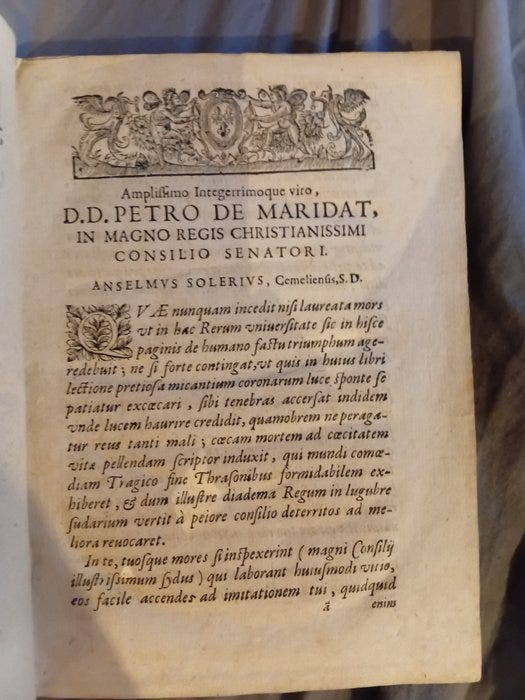 Amplissimo Integerrimoque viro,
D.D. PETRO DE MARIDAT,
IN MAGNO REGIS CHRISTIANISSIMI
CONSILIO SENATORI.
ANSELMVS SOLERIVS, Cemeliensis, S.D.
QVÆ nunquam incedit nisi laureata mors
vt in hac Rerum vniuersitate sic in hisce
paginis de humano fastu triumphum age-
redebuit; ne si forte contingat, vt quis in huius libri
lectione pretiosa micantium coronarum luce sponte se
patiatur excæcari, sibi tenebras accersat indidem
vnde lucem haurire credidit, quamobrem ne peraga-
tur reus tanti mali; cæcam mortem ad cæcitatem
vitæ pellendam scriptor induxit, qui mundi comœ-
diam Tragico fine Thrasonibus formidabilem ex-
hiberet, & dum illustre diadema Regum in lugubre
sudarium vertit à peiore consilio deterritos ad me-
liora reuocaret.
In te, tuosque mores si inspexerint (magni Consilij
illustrissimum sydus) qui laborant huiusmodi vitio,
eos facile accendes ad imitationem tui, quidquid
ã enim